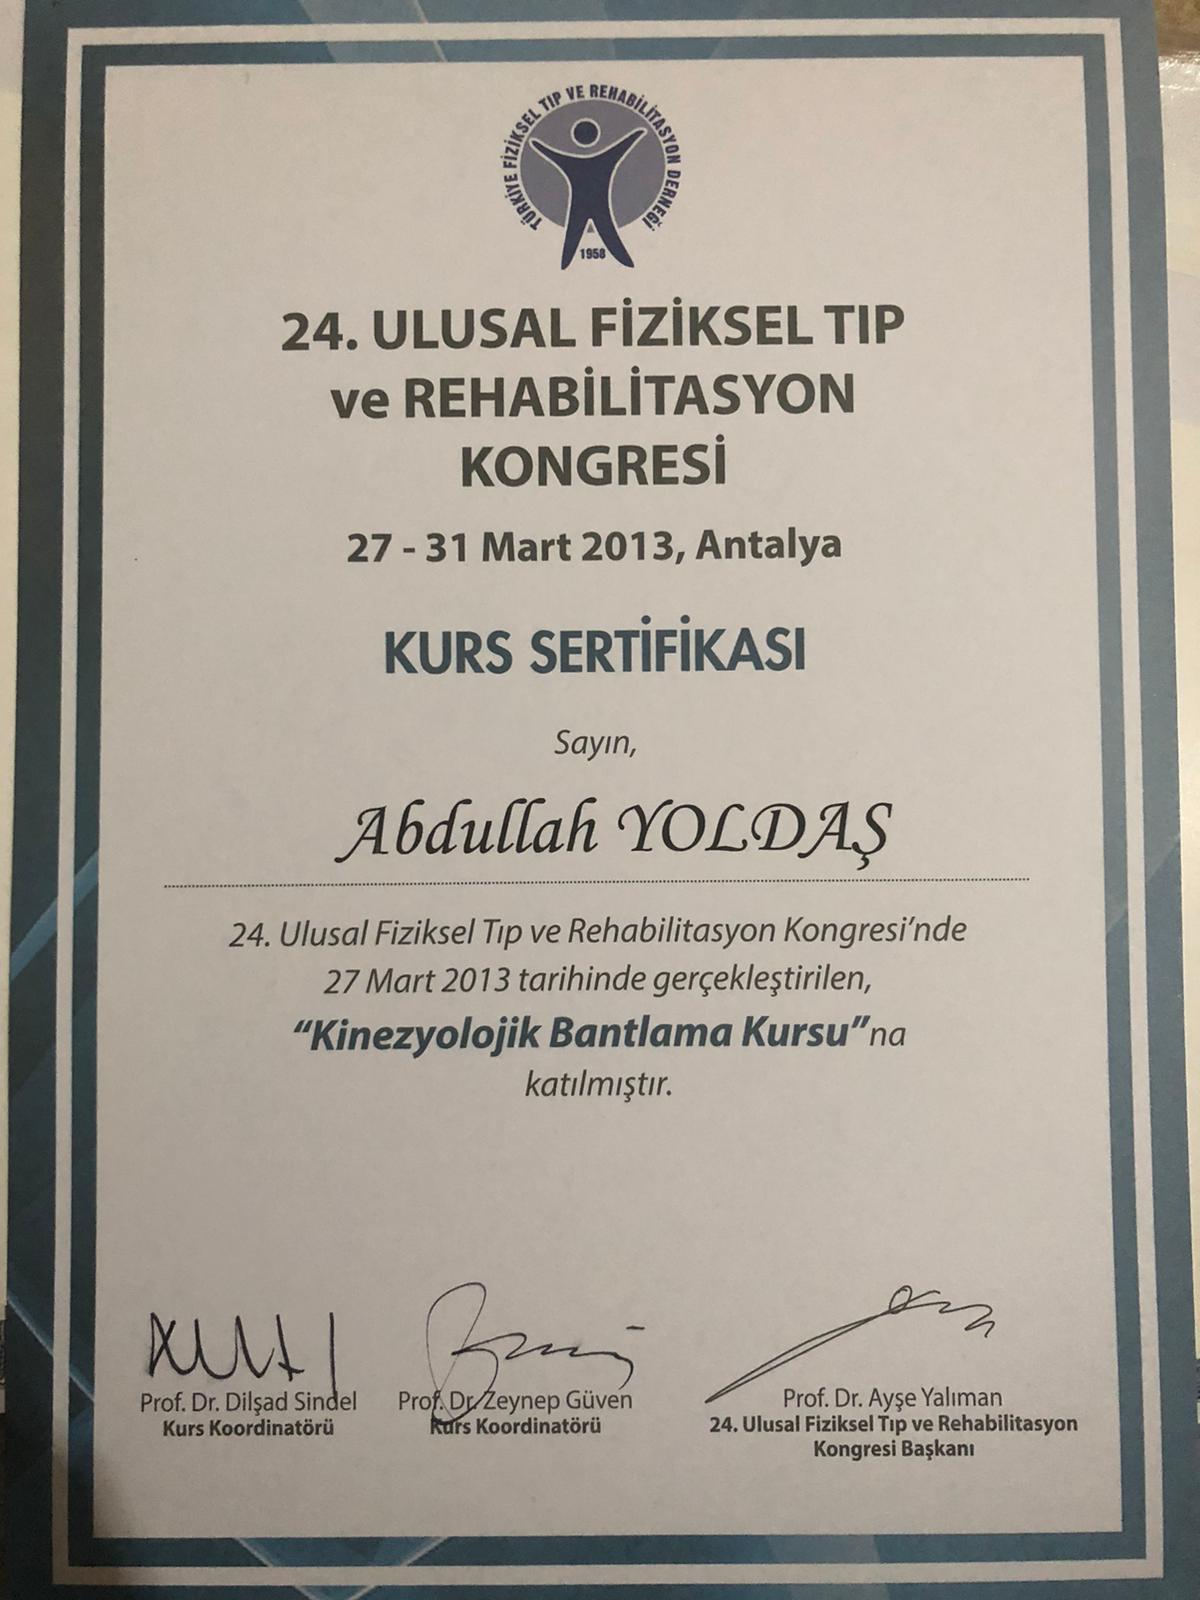 TÜRKİYE FİZİKSEL TIP VE REHABİLİTASYON DERNEĞİ
1958
24. ULUSAL FİZİKSEL TIP
ve REHABİLİTASYON
KONGRESİ
27 - 31 Mart 2013, Antalya
KURS SERTİFİKASI
Sayın,
Abdullah YOLDAŞ
24. Ulusal Fiziksel Tıp ve Rehabilitasyon Kongresi’nde
27 Mart 2013 tarihinde gerçekleştirilen,
“Kinezyolojik Bantlama Kursu”na
katılmıştır.
Prof. Dr. Dilşad Sindel
Kurs Koordinatörü
Prof. Dr. Zeynep Güven
Kurs Koordinatörü
Prof. Dr. Ayşe Yalıman
24. Ulusal Fiziksel Tıp ve Rehabilitasyon
Kongresi Başkanı